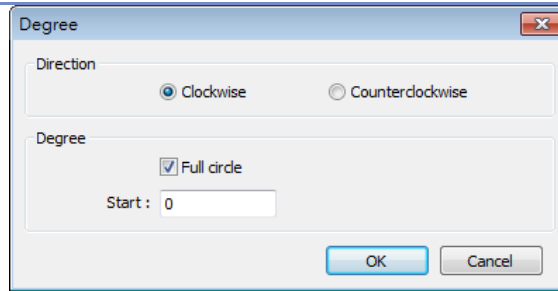 Degree
Direction
Clockwise Counterclockwise
Degree
Full circle
Start : 0
OK Cancel